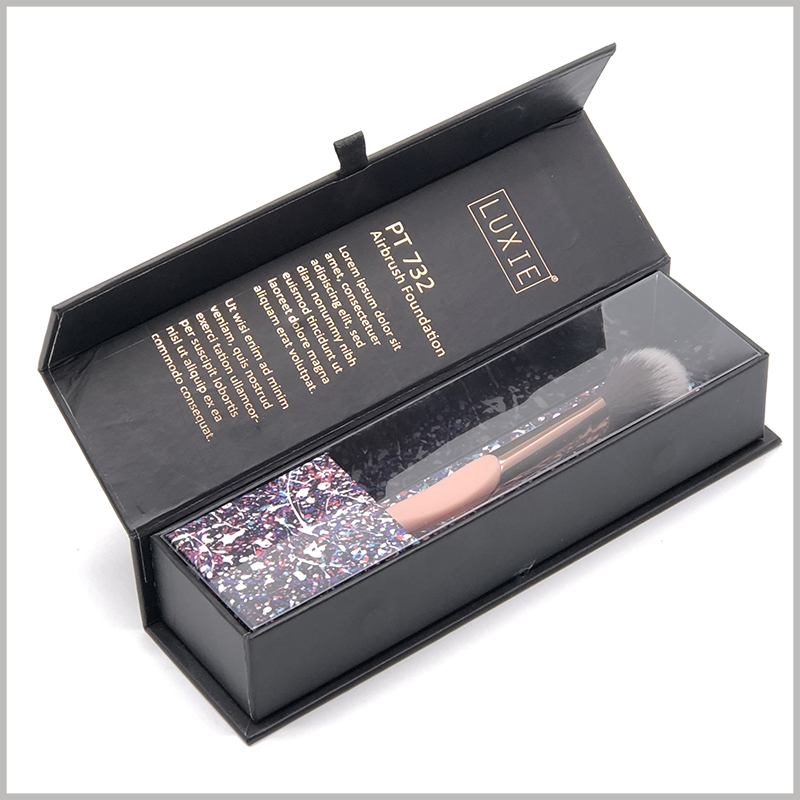 LUXIE®
PT 732
Airbrush Foundation
Lorem ipsum dolor sit
amet, consectetuer
adipiscing elit, sed
diam nonummy nibh,
euismod tincidunt ut
laoreet dolore magna
aliquam erat volutpat.
Ut wisi enim ad minim
veniam, quis nostrud
exerci tation ullamcor-
per suscipit lobortis
nisl ut aliquip ex ea
commodo consequat.